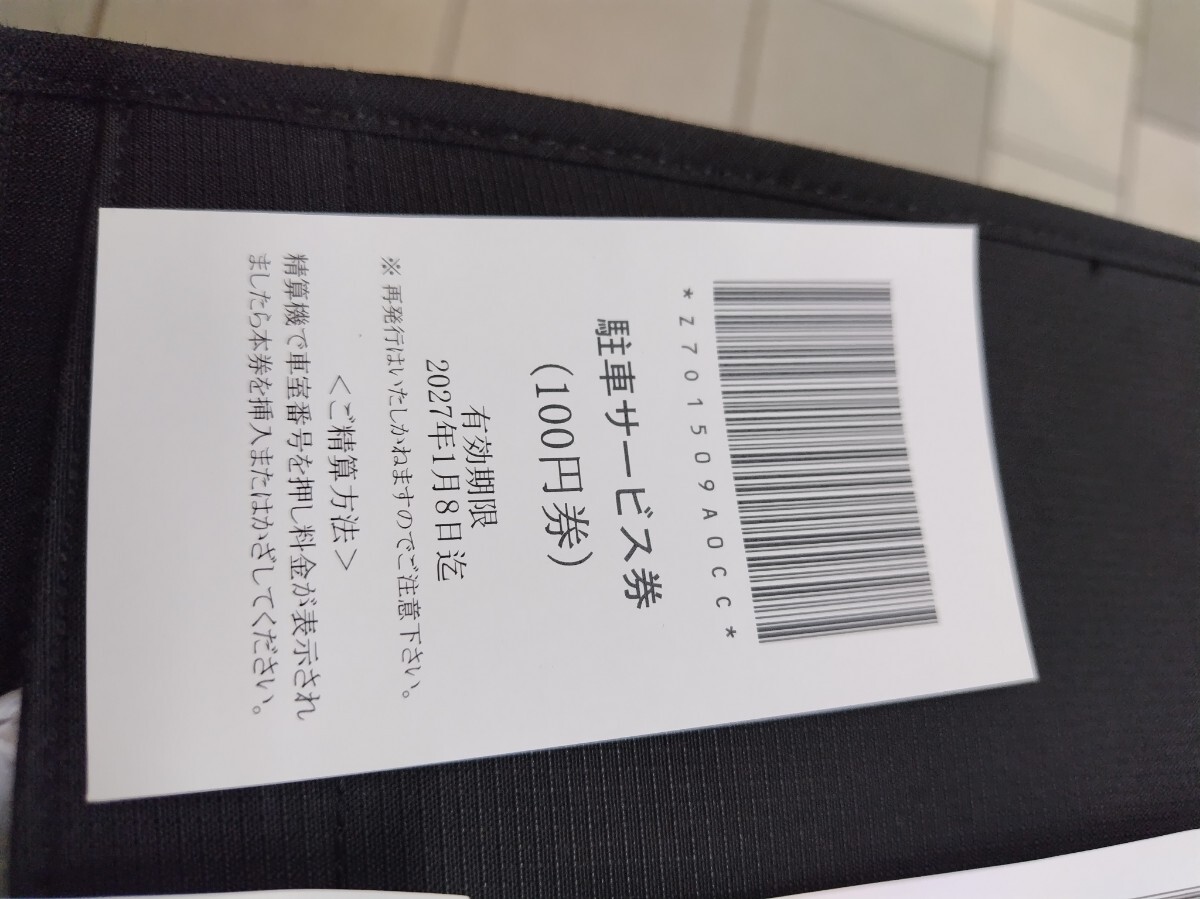 *Z701509A0CC*
駐車サービス券
(100円券)
有効期限
2027年1月8日迄
※再発行はいたしかねますのでご注意下さい。
<ご精算方法>
精算機で車室番号を押し料金が表示され
ましたら本券を挿入またはかざしてください。